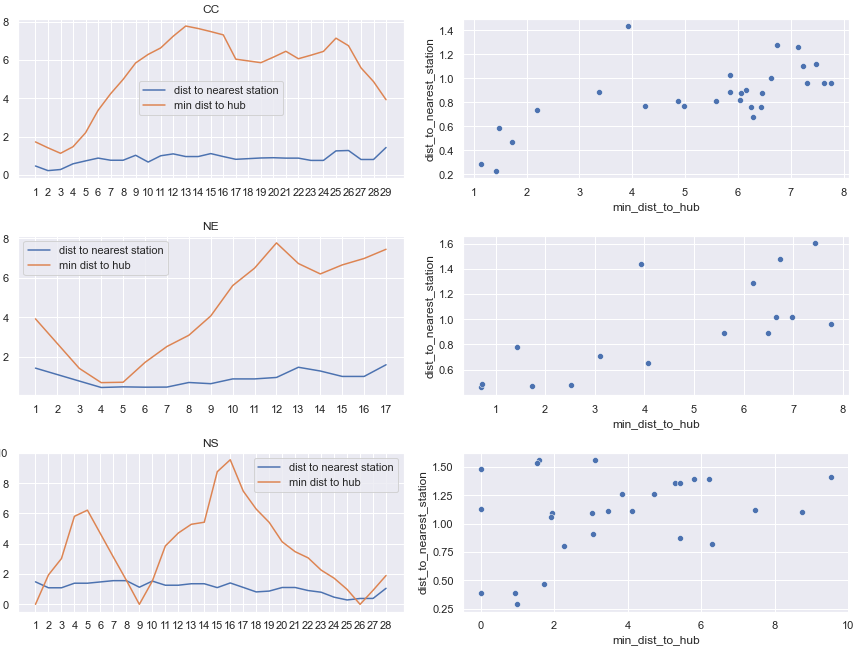 CC
8
6
4
2
0
dist to nearest station
min dist to hub
1 2 3 4 5 6 7 8 9 10 11 12 13 14 15 16 17 18 19 20 21 22 23 24 25 26 27 28 29
dist_to_nearest_station
1.4
1.2
1.0
0.8
0.6
0.4
0.2
1 2 3 4 5 6 7 8
min_dist_to_hub
NE
8
6
4
2
dist to nearest station
min dist to hub
1 2 3 4 5 6 7 8 9 10 11 12 13 14 15 16 17
dist_to_nearest_station
1.6
1.4
1.2
1.0
0.8
0.6
1 2 3 4 5 6 7 8
min_dist_to_hub
NS
0
8
6
4
2
0
dist to nearest station
min dist to hub
1 2 3 4 5 6 7 8 9 10 11 12 13 14 15 16 17 18 19 20 21 22 23 24 25 26 27 28
dist_to_nearest_station
1.50
1.25
1.00
0.75
0.50
0.25
0 2 4 6 8 10
min_dist_to_hub